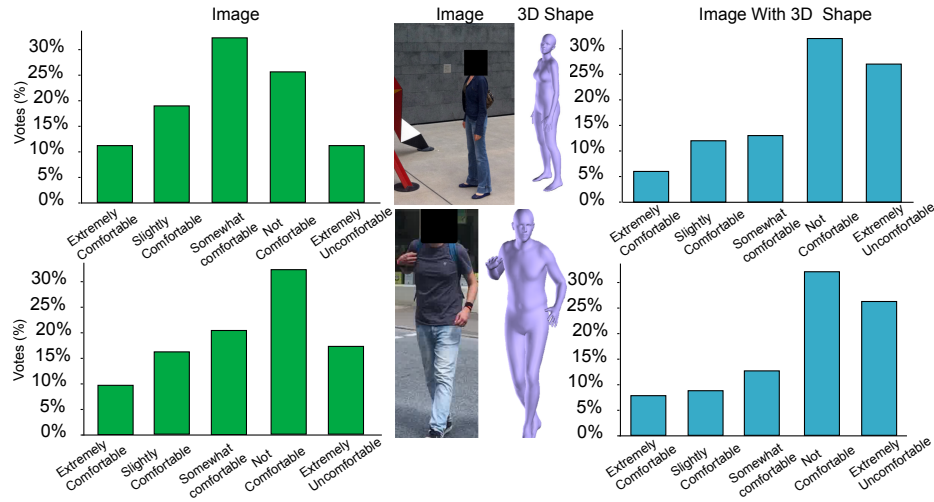 Image
Image
3D Shape
Image With 3D Shape
Votes (%)
30%
25%
20%
15%
10%
5%
0%
Extremely
Comfortable
Slightly
Comfortable
Somewhat
comfortable
Not
Comfortable
Extremely
Uncomfortable
30%
25%
20%
15%
10%
5%
0%
Extremely
Comfortable
Slightly
Comfortable
Somewhat
comfortable
Not
Comfortable
Extremely
Uncomfortable
Votes (%)
30%
25%
20%
15%
10%
5%
0%
Extremely
Comfortable
Slightly
Comfortable
Somewhat
comfortable
Not
Comfortable
Extremely
Uncomfortable
30%
25%
20%
15%
10%
5%
0%
Extremely
Comfortable
Slightly
Comfortable
Somewhat
comfortable
Not
Comfortable
Extremely
Uncomfortable